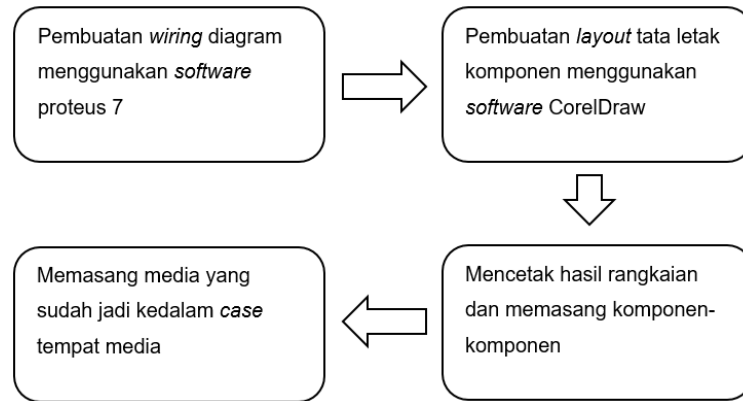 Pembuatan wiring diagram
menggunakan software
proteus 7
Pembuatan layout tata letak
komponen menggunakan
software CorelDraw
Mencetak hasil rangkaian
dan memasang komponen-
komponen
Memasang media yang
sudah jadi kedalam case
tempat media